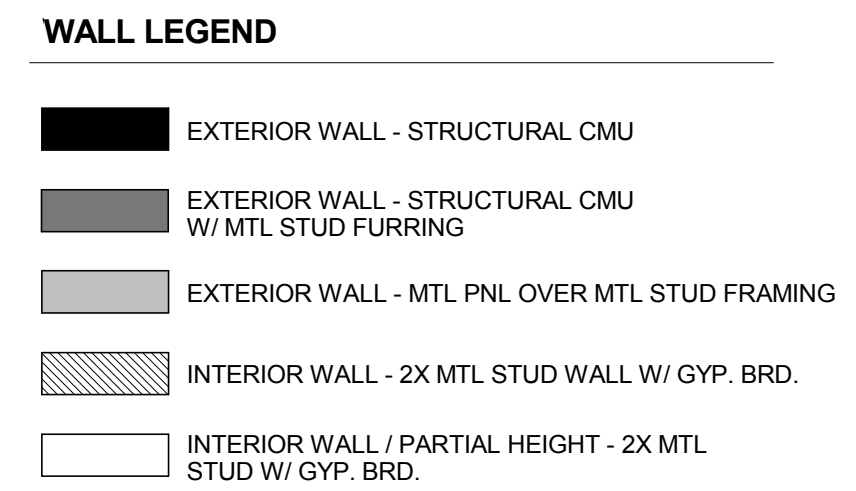 WALL LEGEND
EXTERIOR WALL - STRUCTURAL CMU
EXTERIOR WALL - STRUCTURAL CMU
W/ MTL STUD FURRING
EXTERIOR WALL - MTL PNL OVER MTL STUD FRAMING
INTERIOR WALL - 2X MTL STUD WALL W/ GYP. BRD.
INTERIOR WALL / PARTIAL HEIGHT - 2X MTL
STUD W/ GYP. BRD.